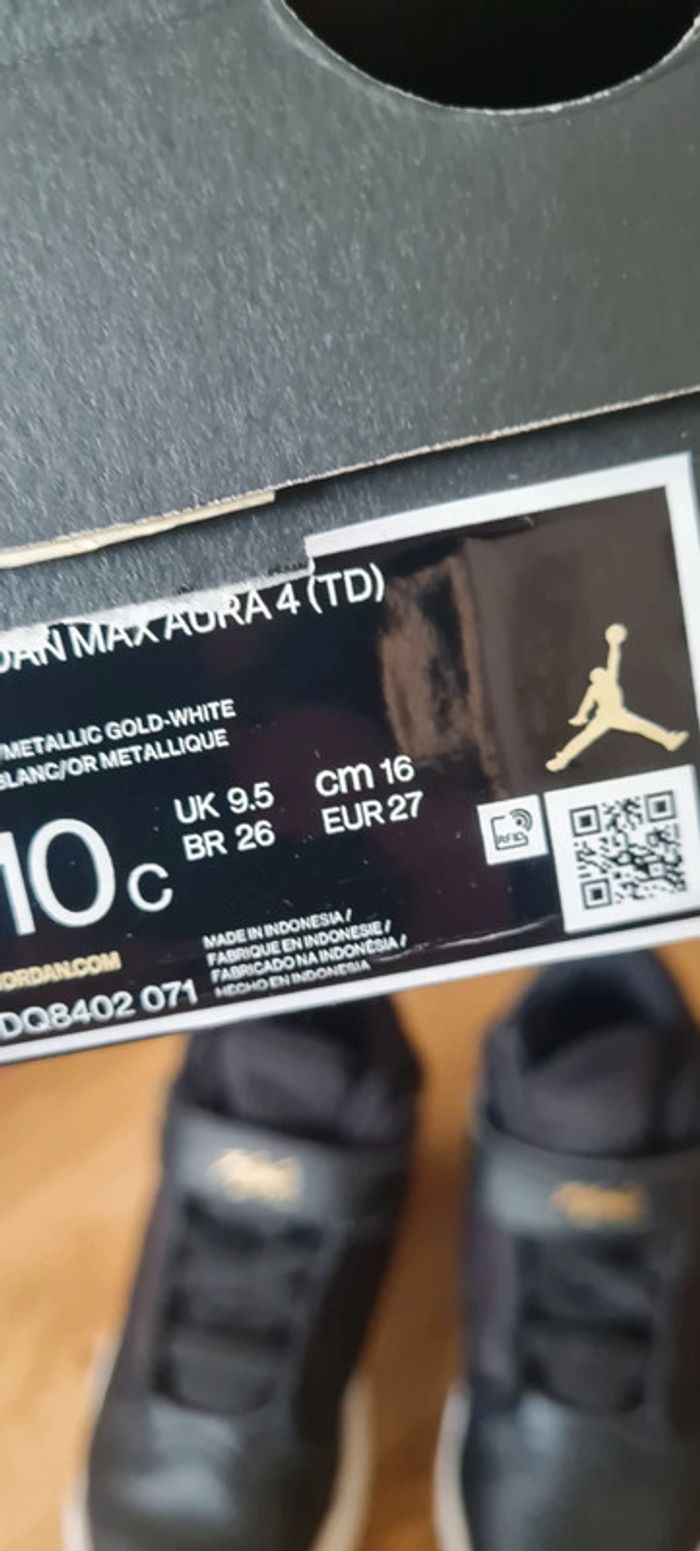 DAN MAX AURA 4 (TD)
/METALLIC GOLD-WHITE
BLANC/OR METALLIQUE
10 C
UK 9.5 cm 16
BR 26 EUR 27
RFID
MADE IN INDONESIA /
FABRIQUE EN INDONESIE /
FABRICADO NA INDONÉSIA /
HECHO EN INDONESIA
JORDAN.COM
DQ8402 071